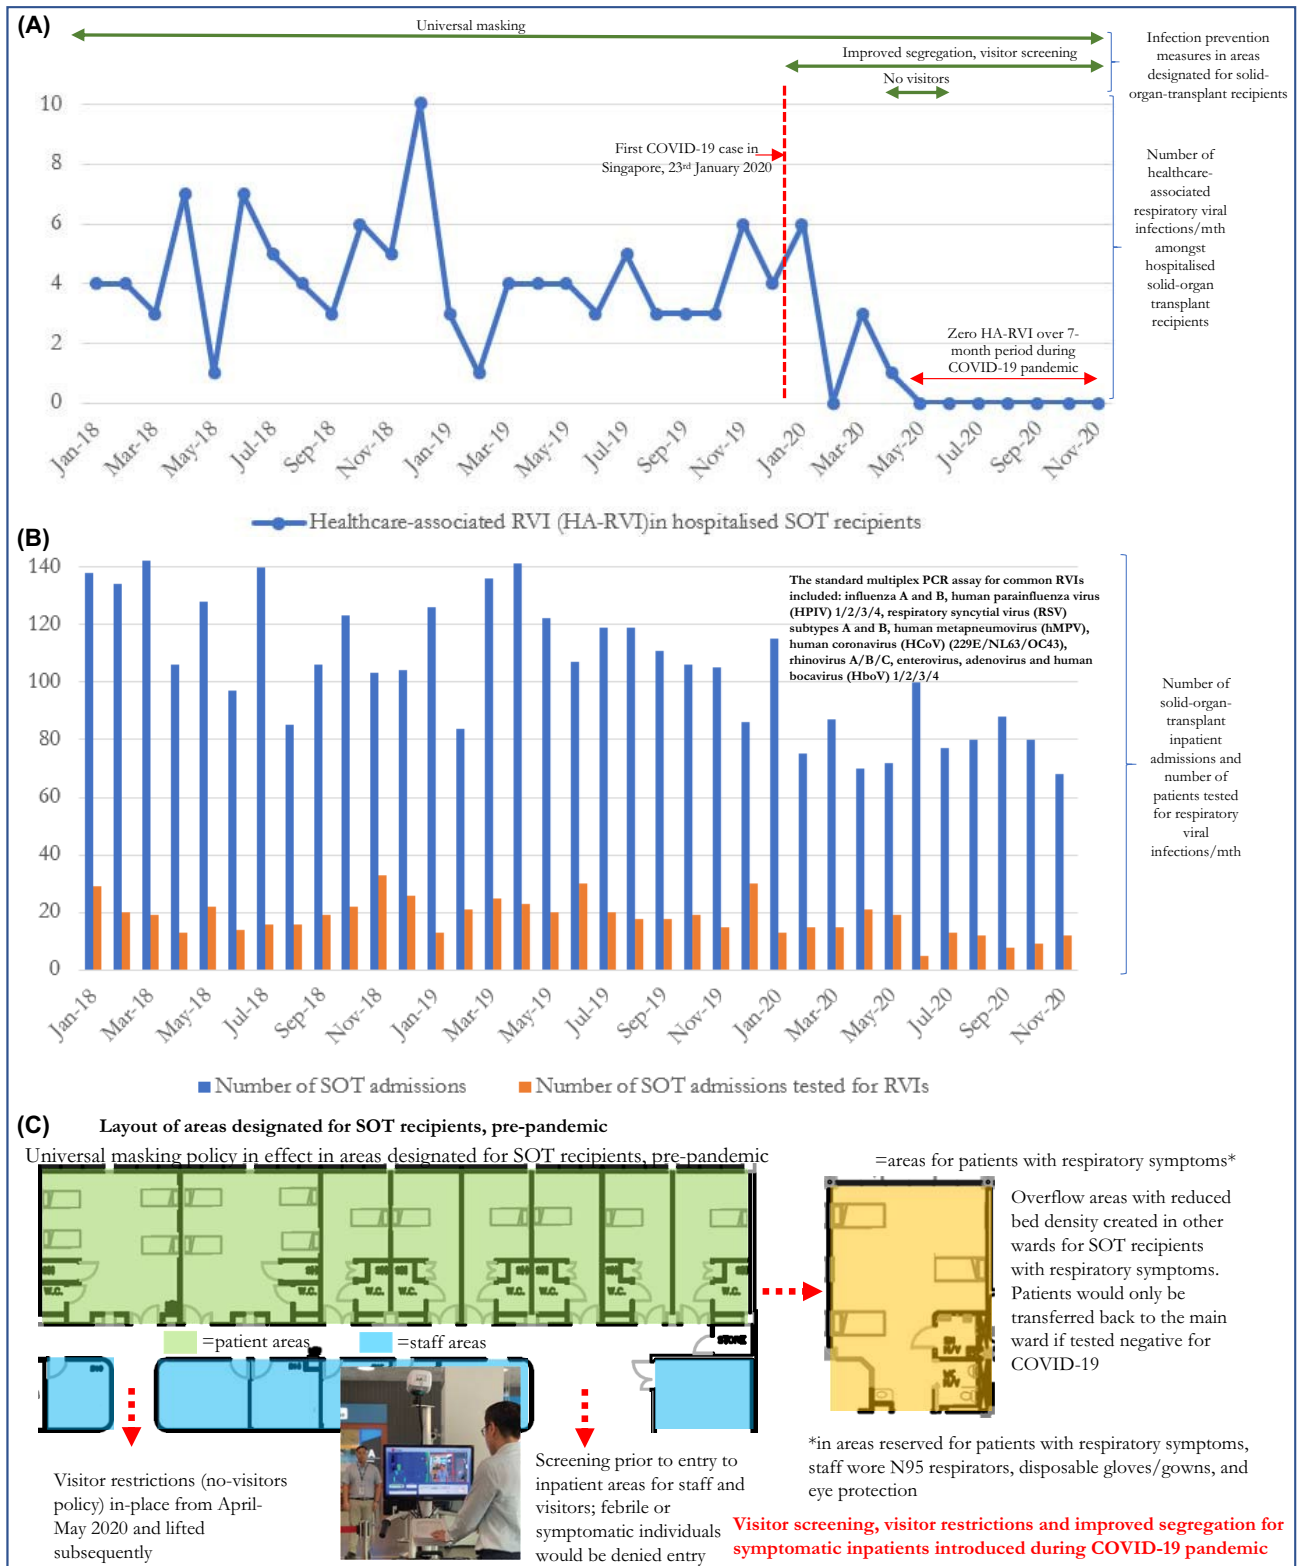 (A)
Universal masking
Improved segregation, visitor screening
No visitors
Infection prevention
measures in areas
designated for solid-
organ-transplant recipients
10
8
6
4
2
0
First COVID-19 case in
Singapore, 23rd January 2020
Number of
healthcare-
associated
respiratory viral
infections/mth
amongst
hospitalised
solid-organ
transplant
recipients
Zero HA-RVI over 7-
month period during
COVID-19 pandemic
Jan-18
Mar-18
May-18
Jul-18
Sep-18
Nov-18
Jan-19
Mar-19
May-19
Jul-19
Sep-19
Nov-19
Jan-20
Mar-20
May-20
Jul-20
Sep-20
Nov-20
Healthcare-associated RVI (HA-RVI)in hospitalised SOT recipients
(B)
140
120
100
80
60
40
20
0
The standard multiplex PCR assay for common RVIs
included: influenza A and B, human parainfluenza virus
(HPIV) 1/2/3/4, respiratory syncytial virus (RSV)
subtypes A and B, human metapneumovirus (hMPV),
human coronavirus (HCoV) (229E/NL63/OC43),
rhinovirus A/B/C, enterovirus, adenovirus and human
bocavirus (HboV) 1/2/3/4
Number of
solid-organ-
transplant
inpatient
admissions and
number of
patients tested
for respiratory
viral
infections/mth
Jan-18
Mar-18
May-18
Jul-18
Sep-18
Nov-18
Jan-19
Mar-19
May-19
Jul-19
Sep-19
Nov-19
Jan-20
Mar-20
May-20
Jul-20
Sep-20
Nov-20
Number of SOT admissions
Number of SOT admissions tested for RVIs
(C)
Layout of areas designated for SOT recipients, pre-pandemic
Universal masking policy in effect in areas designated for SOT recipients, pre-pandemic
W.C.
W.C.
W.C.
W.C.
W.C.
W.C.
W.C.
W.C.
STORE
=patient areas
=staff areas
=areas for patients with respiratory symptoms*
Overflow areas with reduced
bed density created in other
wards for SOT recipients
with respiratory symptoms.
Patients would only be
transferred back to the main
ward if tested negative for
COVID-19
Visitor restrictions (no-visitors
policy) in-place from April-
May 2020 and lifted
subsequently
Screening prior to entry to
inpatient areas for staff and
visitors; febrile or
symptomatic individuals
would be denied entry
*in areas reserved for patients with respiratory symptoms,
staff wore N95 respirators, disposable gloves/gowns, and
eye protection
Visitor screening, visitor restrictions and improved segregation for
symptomatic inpatients introduced during COVID-19 pandemic